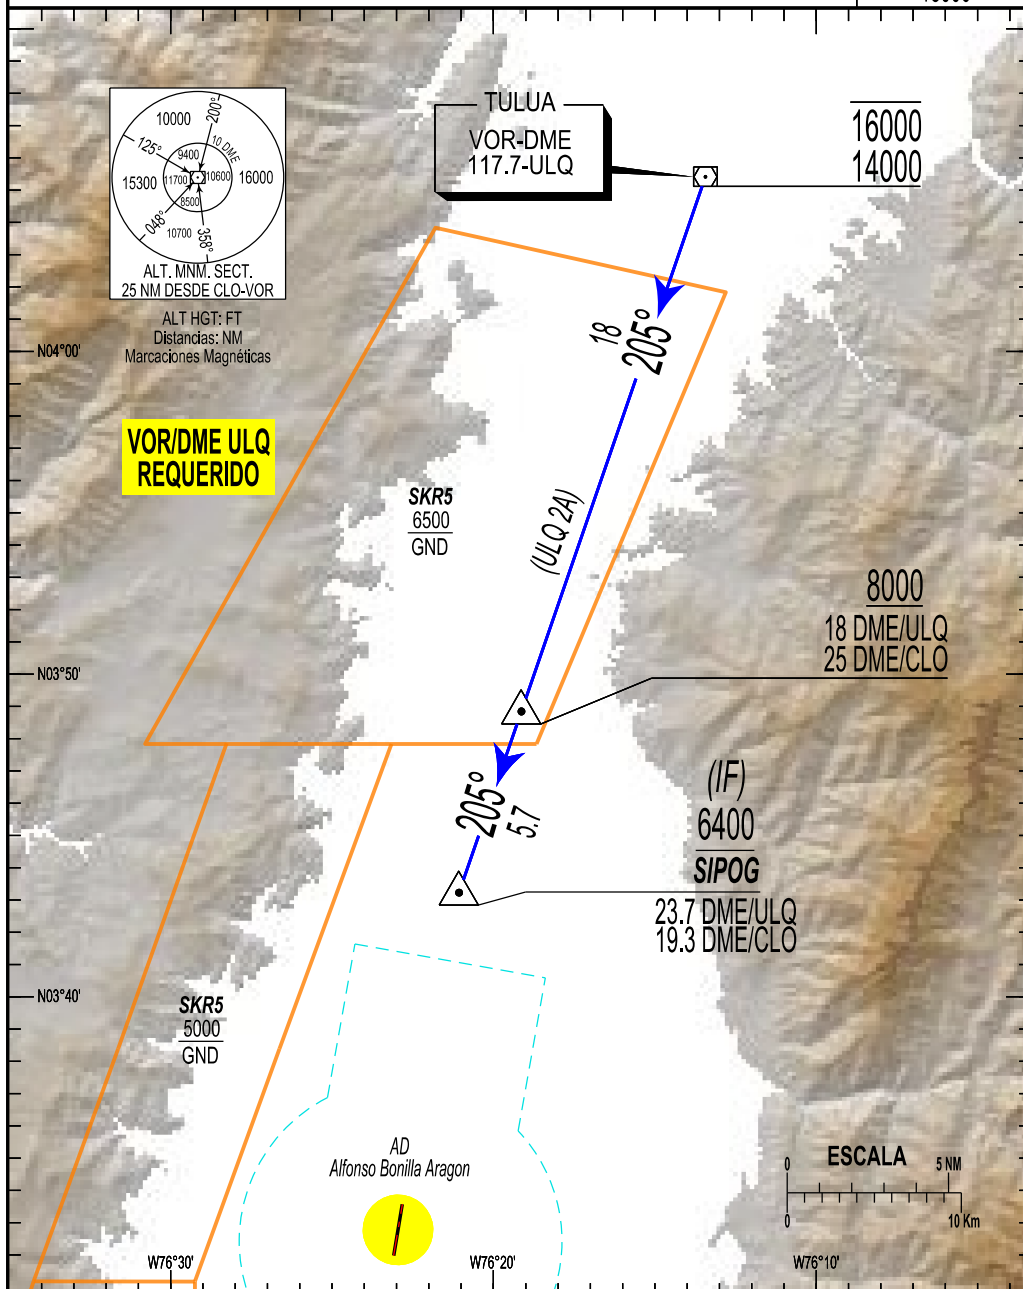 TULUA
VOR-DME
117.7-ULQ
16000
14000
10000
200°
125°
10 DME
9400
15300
11700
10600
16000
8500
048°
358°
10700
ALT. MNM. SECT.
25 NM DESDE CLO-VOR
ALT HGT: FT
Distancias: NM
Marcaciones Magnéticas
N04°00'
18
205°
VOR/DME ULQ
REQUERIDO
SKR5
6500
GND
(ULQ 2A)
8000
18 DME/ULQ
25 DME/CLO
N03°50'
205°
5.7
(IF)
6400
SIPOG
23.7 DME/ULQ
19.3 DME/CLO
N03°40'
SKR5
5000
GND
AD
Alfonso Bonilla Aragon
ESCALA
0
5 NM
0
10 Km
W76°30'
W76°20'
W76°10'